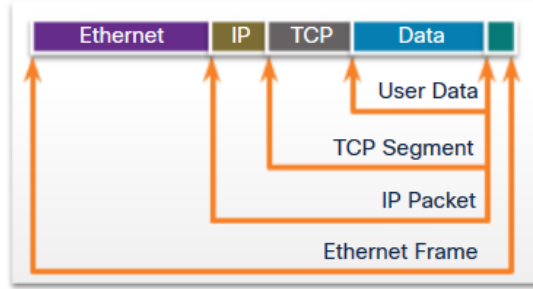 Ethernet IP TCP Data
User Data
TCP Segment
IP Packet
Ethernet Frame